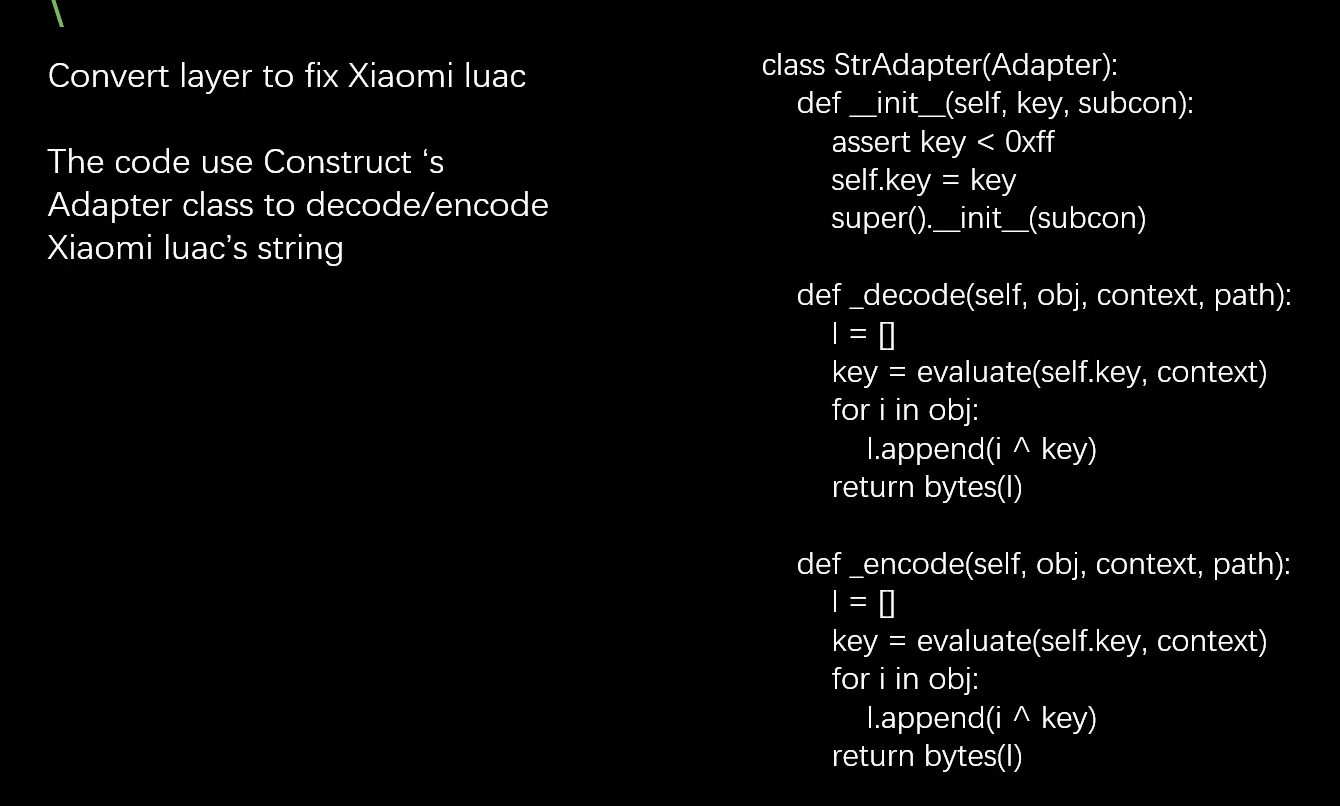 \
Convert layer to fix Xiaomi luac
The code use Construct ‘s
Adapter class to decode/encode
Xiaomi luac’s string
class StrAdapter(Adapter):
def __init__(self, key, subcon):
assert key < 0xff
self.key = key
super().__init__(subcon)
def _decode(self, obj, context, path):
l = []
key = evaluate(self.key, context)
for i in obj:
l.append(i ^ key)
return bytes(l)
def _encode(self, obj, context, path):
l = []
key = evaluate(self.key, context)
for i in obj:
l.append(i ^ key)
return bytes(l)